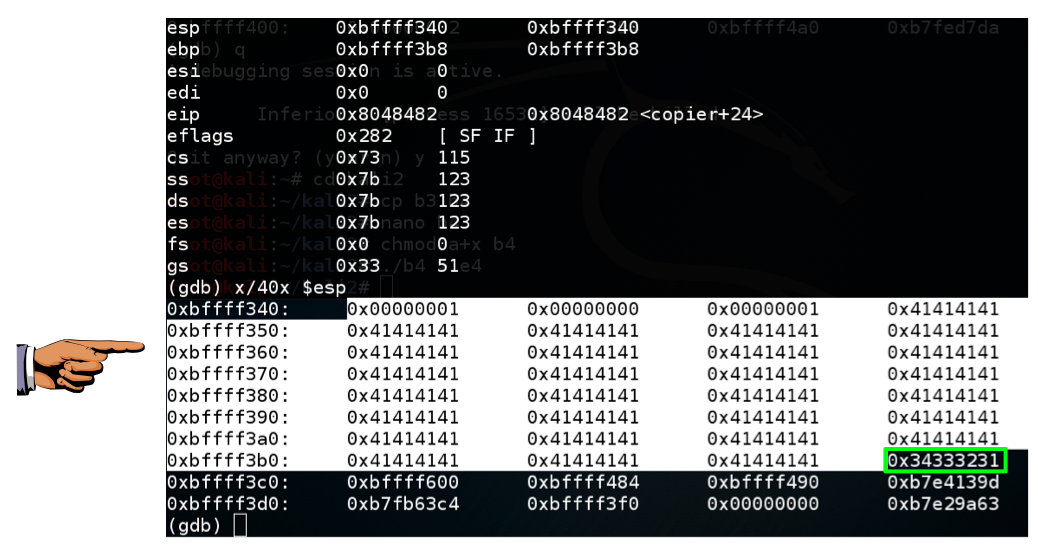 esp 0xbffff340 0xbffff340 0xbffff4a0 0xb7fed7da
ebp 0xbffff3b8 0xbffff3b8
esi 0x0 0
edi 0x0 0
eip 0x8048482 0x8048482 <copier+24>
eflags 0x282 [ SF IF ]
cs 0x73 115
ss 0x7b 123
ds 0x7b 123
es 0x7b 123
fs 0x0 0
gs 0x33 51
(gdb) x/40x $esp
0xbffff340: 0x00000001 0x00000000 0x00000001 0x41414141
0xbffff350: 0x41414141 0x41414141 0x41414141 0x41414141
0xbffff360: 0x41414141 0x41414141 0x41414141 0x41414141
0xbffff370: 0x41414141 0x41414141 0x41414141 0x41414141
0xbffff380: 0x41414141 0x41414141 0x41414141 0x41414141
0xbffff390: 0x41414141 0x41414141 0x41414141 0x41414141
0xbffff3a0: 0x41414141 0x41414141 0x41414141 0x41414141
0xbffff3b0: 0x41414141 0x41414141 0x41414141 0x34333231
0xbffff3c0: 0xbffff600 0xbffff484 0xbffff490 0xb7e4139d
0xbffff3d0: 0xb7fb63c4 0xbffff3f0 0x00000000 0xb7e29a63
(gdb)